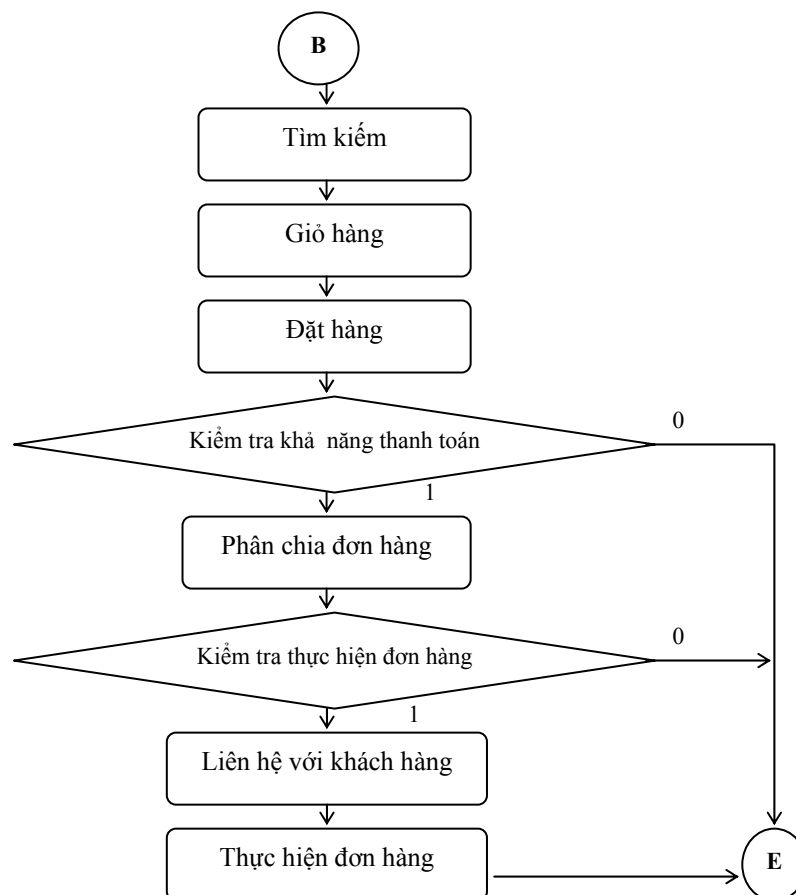 B
Tìm kiếm
Giỏ hàng
Đặt hàng
Kiểm tra khả năng thanh toán
0
1
Phân chia đơn hàng
Kiểm tra thực hiện đơn hàng
0
1
Liên hệ với khách hàng
Thực hiện đơn hàng
E